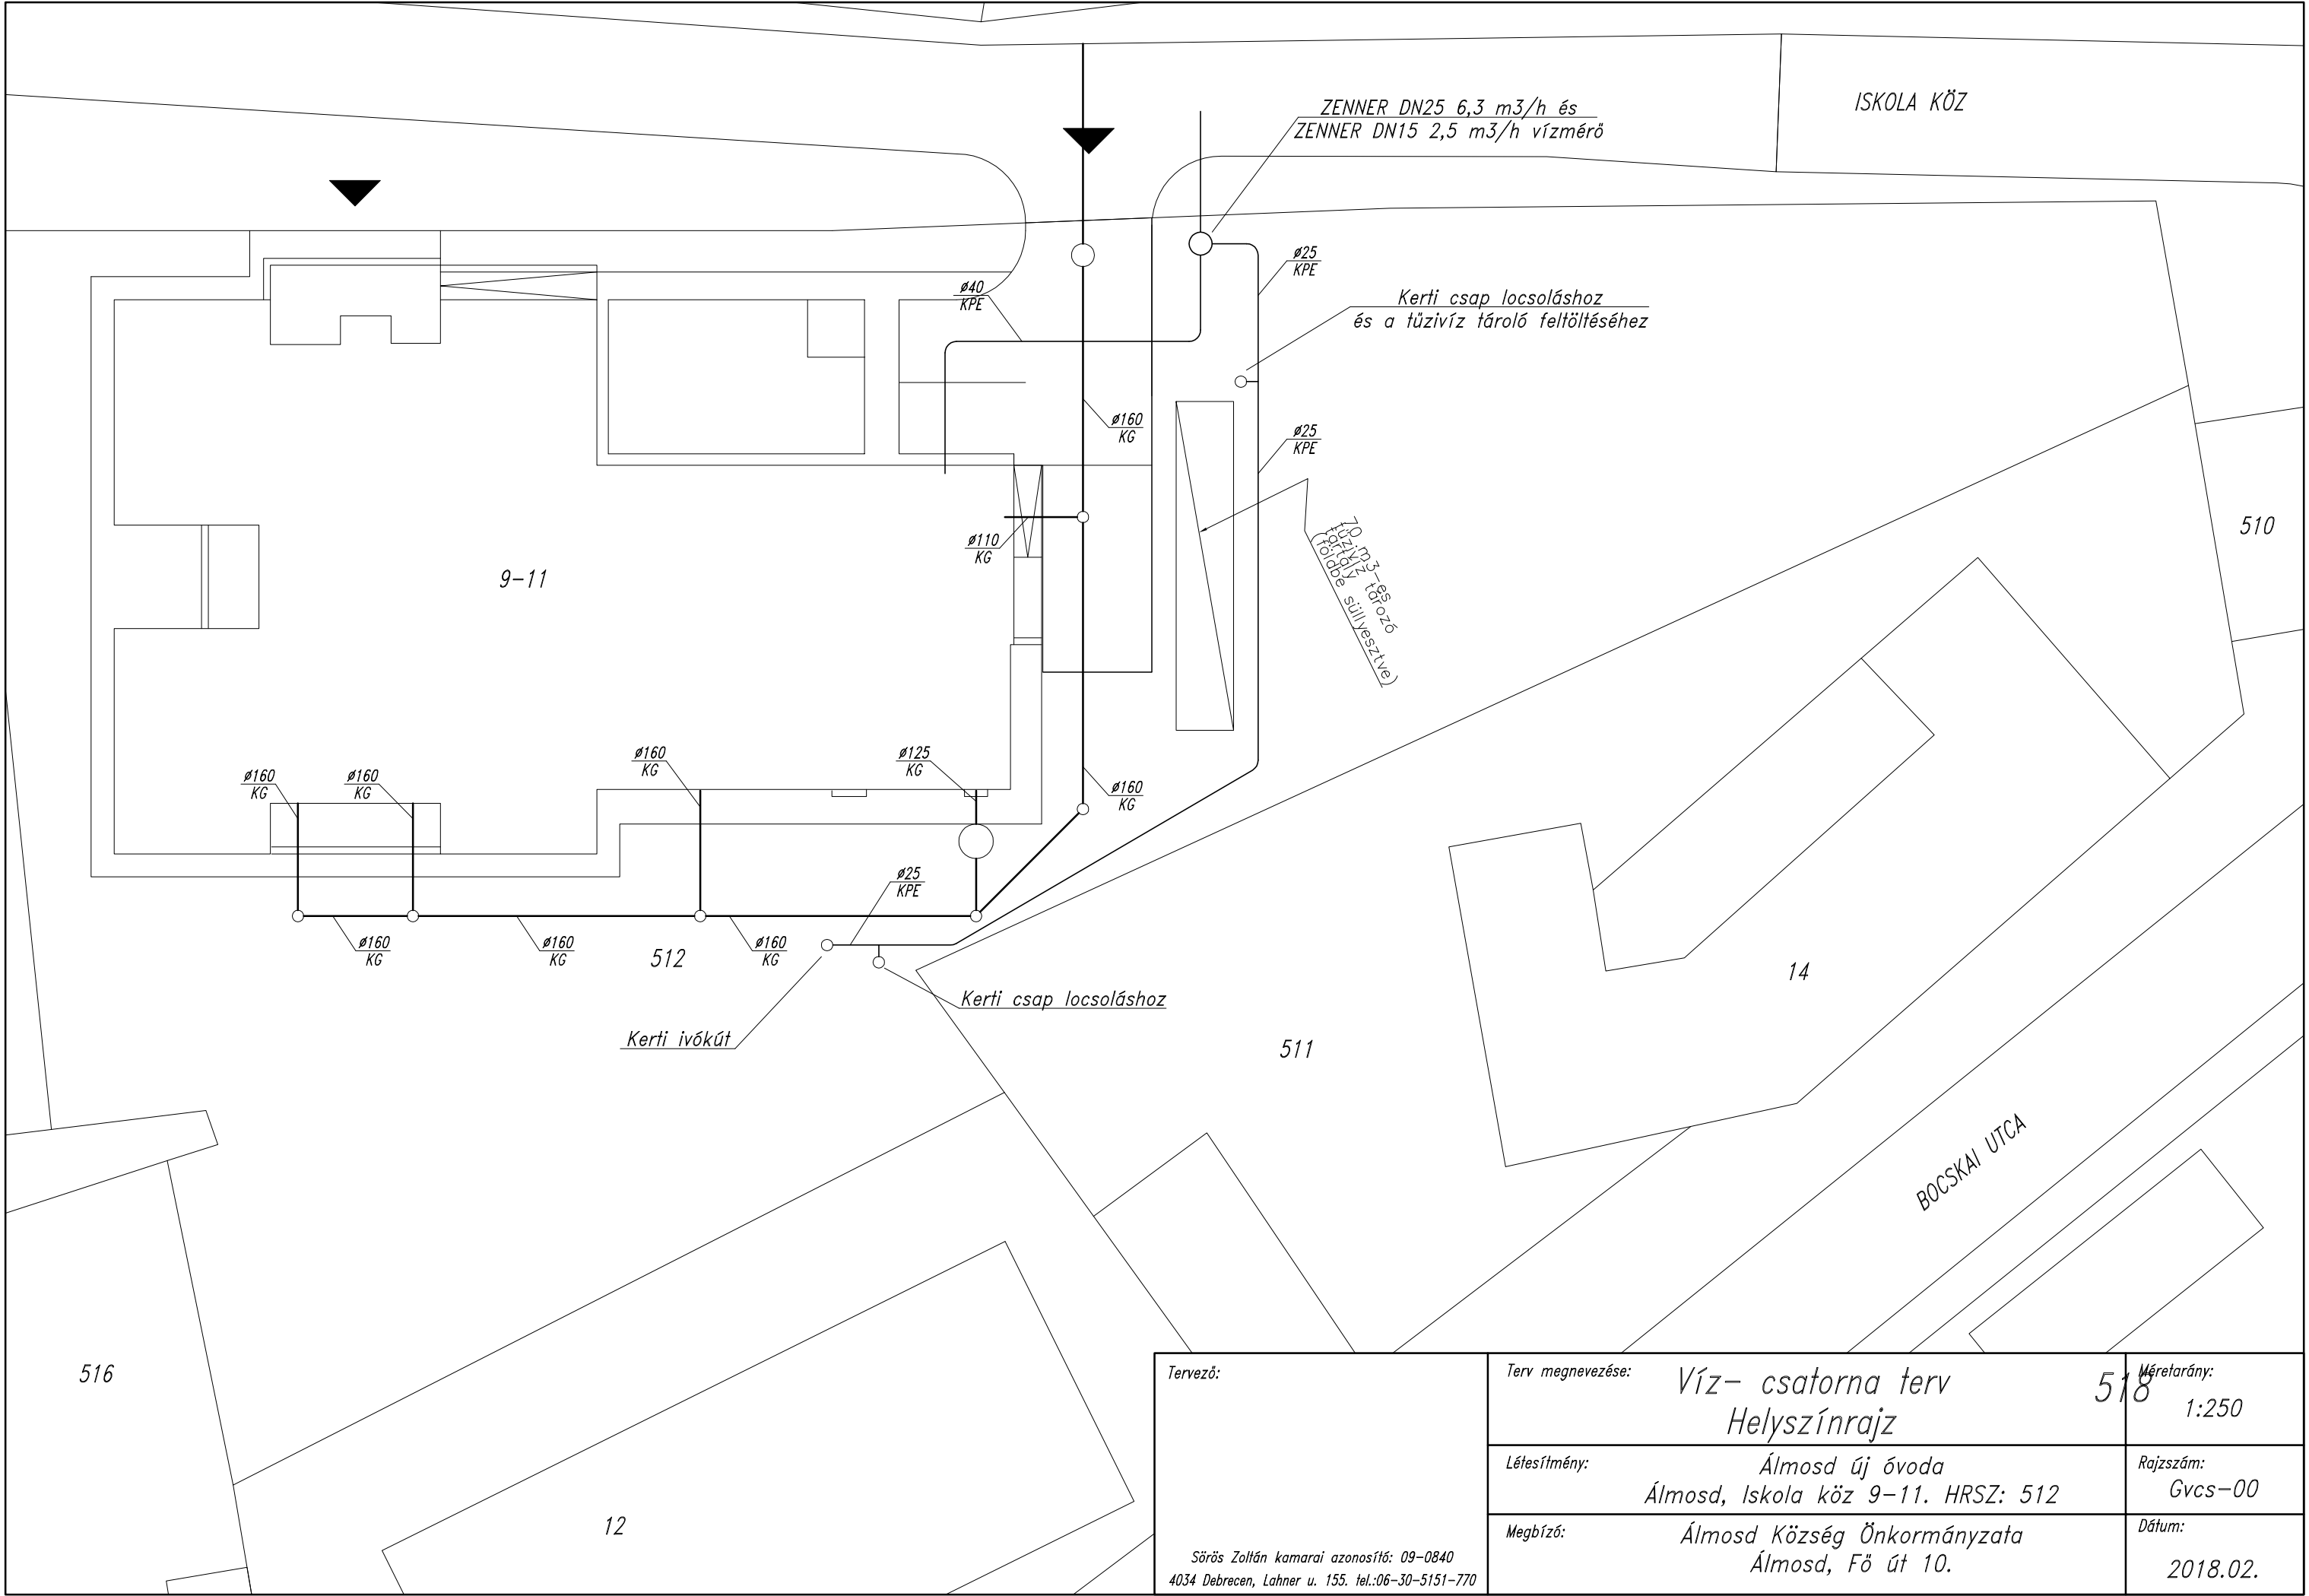 ISKOLA KÖZ
ZENNER DN25 6,3 m3/h és
ZENNER DN15 2,5 m3/h vízmérő
ø25
KPE
ø40
KPE
Kerti csap locsoláshoz
és a tűzivíz tároló feltöltéséhez
ø160
KG
ø25
KPE
510
70 m3-es
tűzivíz tározó
tartály
(földbe süllyesztve)
ø110
KG
9-11
ø160
KG
ø160
KG
ø160
KG
ø125
KG
ø160
KG
ø25
KPE
ø160
KG
ø160
KG
ø160
KG
512
14
Kerti csap locsoláshoz
Kerti ivókút
511
BOCSKAI UTCA
516
12
Tervező:
Sörös Zoltán kamarai azonosító: 09-0840
4034 Debrecen, Lahner u. 155. tel.:06-30-5151-770
Terv megnevezése:
Víz- csatorna terv
Helyszínrajz
518
Méretarány:
1:250
Létesítmény:
Álmosd új óvoda
Álmosd, Iskola köz 9-11. HRSZ: 512
Rajzszám:
Gvcs-00
Megbízó:
Álmosd Község Önkormányzata
Álmosd, Fő út 10.
Dátum:
2018.02.